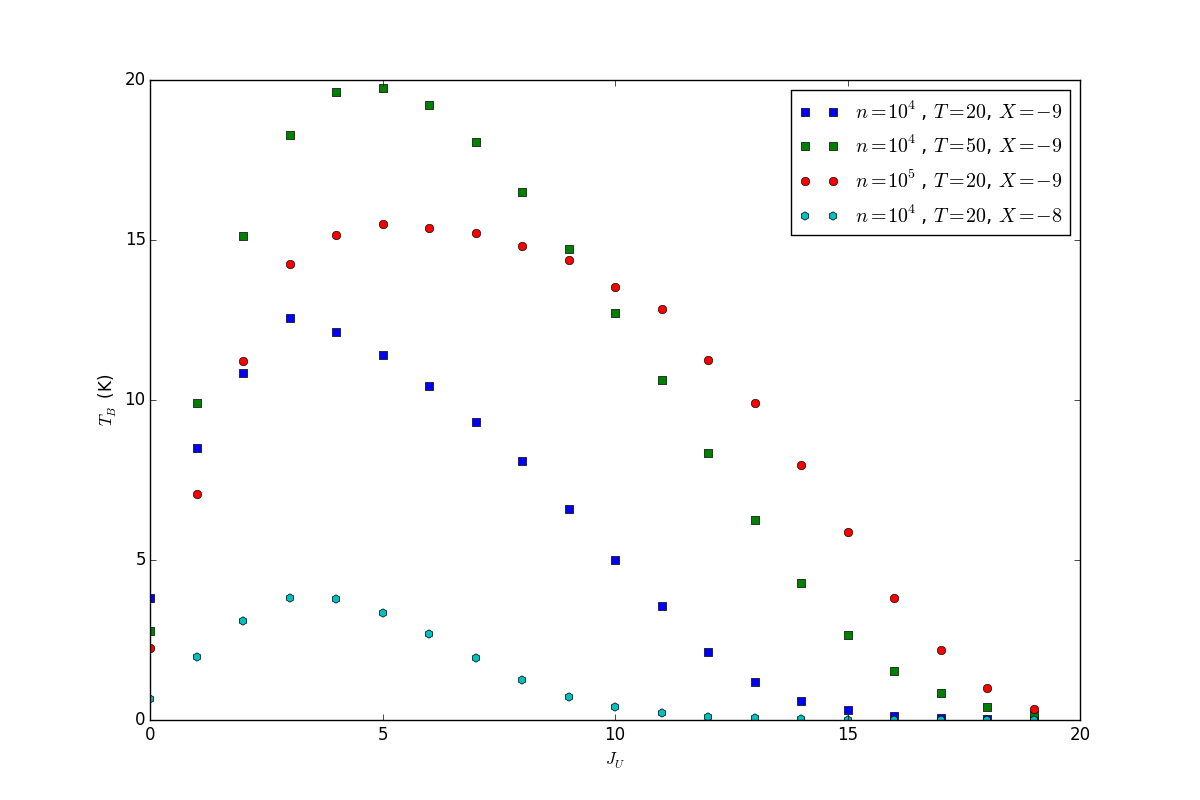 20
15
10
5
0
T_B (K)
0 5 10 15 20
J_U
n=10^4 , T=20, X=−9
n=10^4 , T=50, X=−9
n=10^5 , T=20, X=−9
n=10^4 , T=20, X=−8